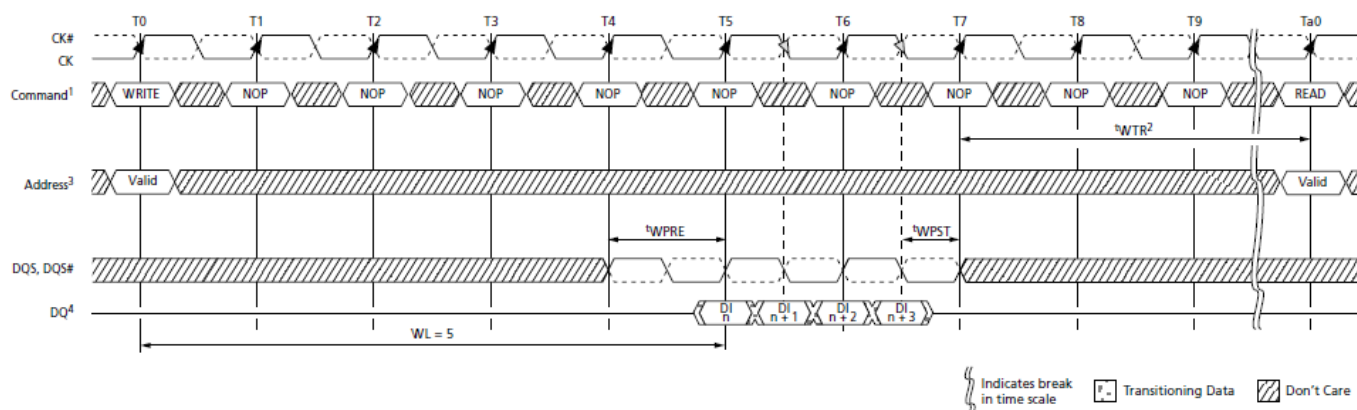 T0 T1 T2 T3 T4 T5 T6 T7 T8 T9 Ta0
CK#
CK
Command1 WRITE NOP NOP NOP NOP NOP NOP NOP NOP NOP READ
tWTR2
Address3 Valid Valid
tWPRE tWPST
DQS, DQS#
DQ4 DI n DI n + 1 DI n + 2 DI n + 3
WL = 5
Indicates break in time scale Transitioning Data Don't Care